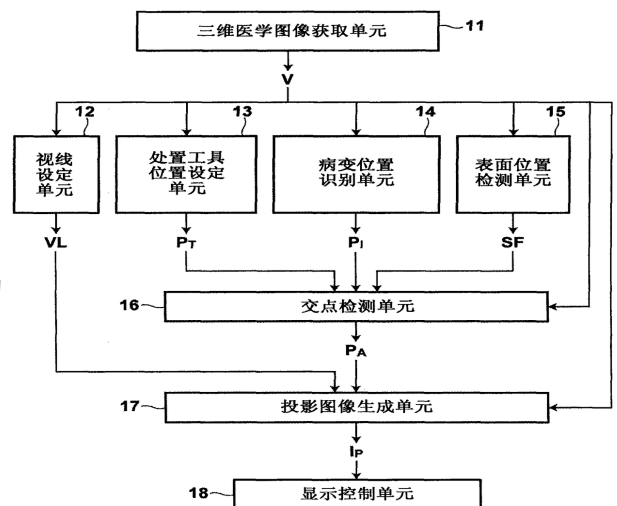 三维医学图像获取单元
11
V
12
13
14
15
视线
设定
单元
处置工具
位置设定
单元
病变位置
识别单元
表面位置
检测单元
VL
PT
PI
SF
16
交点检测单元
PA
17
投影图像生成单元
IP
18
显示控制单元